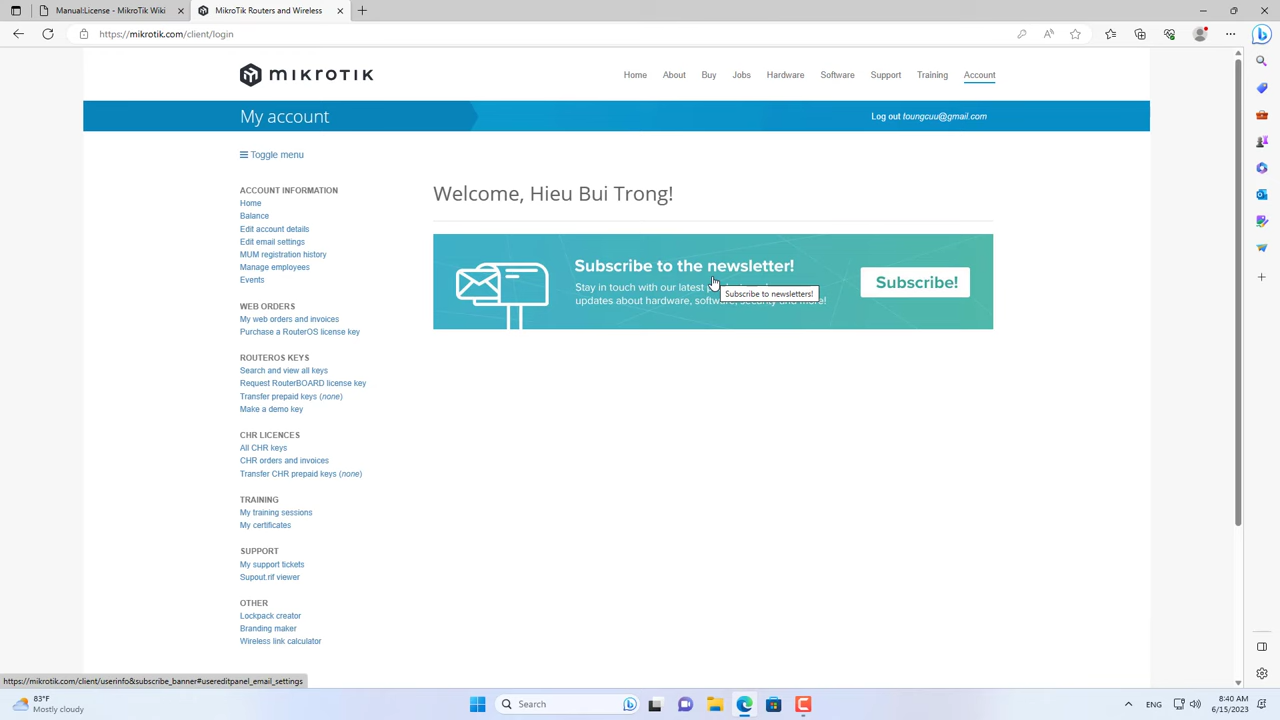 Manual:License - MikroTik Wiki
MikroTik Routers and Wireless
https://mikrotik.com/client/login
MikroTik
Home About Buy Jobs Hardware Software Support Training Account
My account
Log out toungcuu@gmail.com
Toggle menu
ACCOUNT INFORMATION
Home
Balance
Edit account details
Edit email settings
MUM registration history
Manage employees
Events
WEB ORDERS
My web orders and invoices
Purchase a RouterOS license key
ROUTEROS KEYS
Search and view all keys
Request RouterBOARD license key
Transfer prepaid keys (none)
Make a demo key
CHR LICENCES
All CHR keys
CHR orders and invoices
Transfer CHR prepaid keys (none)
TRAINING
My training sessions
My certificates
SUPPORT
My support tickets
Supout.rif viewer
OTHER
Lockpack creator
Branding maker
Wireless link calculator
Welcome, Hieu Bui Trong!
Subscribe to the newsletter!
Stay in touch with our latest
updates about hardware, software, security and more!
Subscribe to newsletters!
Subscribe!
https://mikrotik.com/client/userinfo&subscribe_banner#usereditpanel_email_settings
83°F
Mostly cloudy
Search
ENG
8:40 AM
6/15/2023